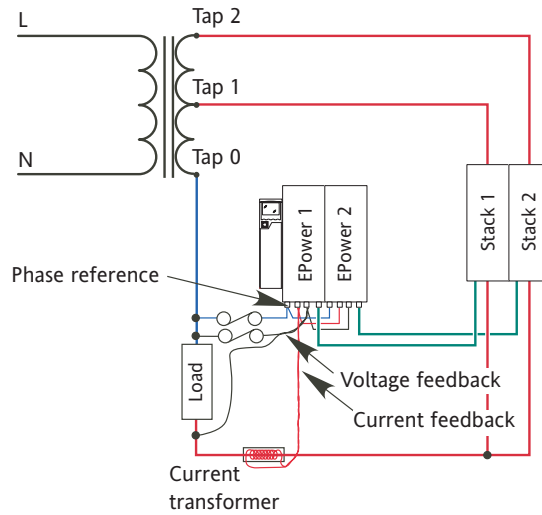 L
Tap 2
Tap 1
N
Tap 0
EPower 1
EPower 2
Stack 1
Stack 2
Phase reference
Load
Voltage feedback
Current feedback
Current
transformer